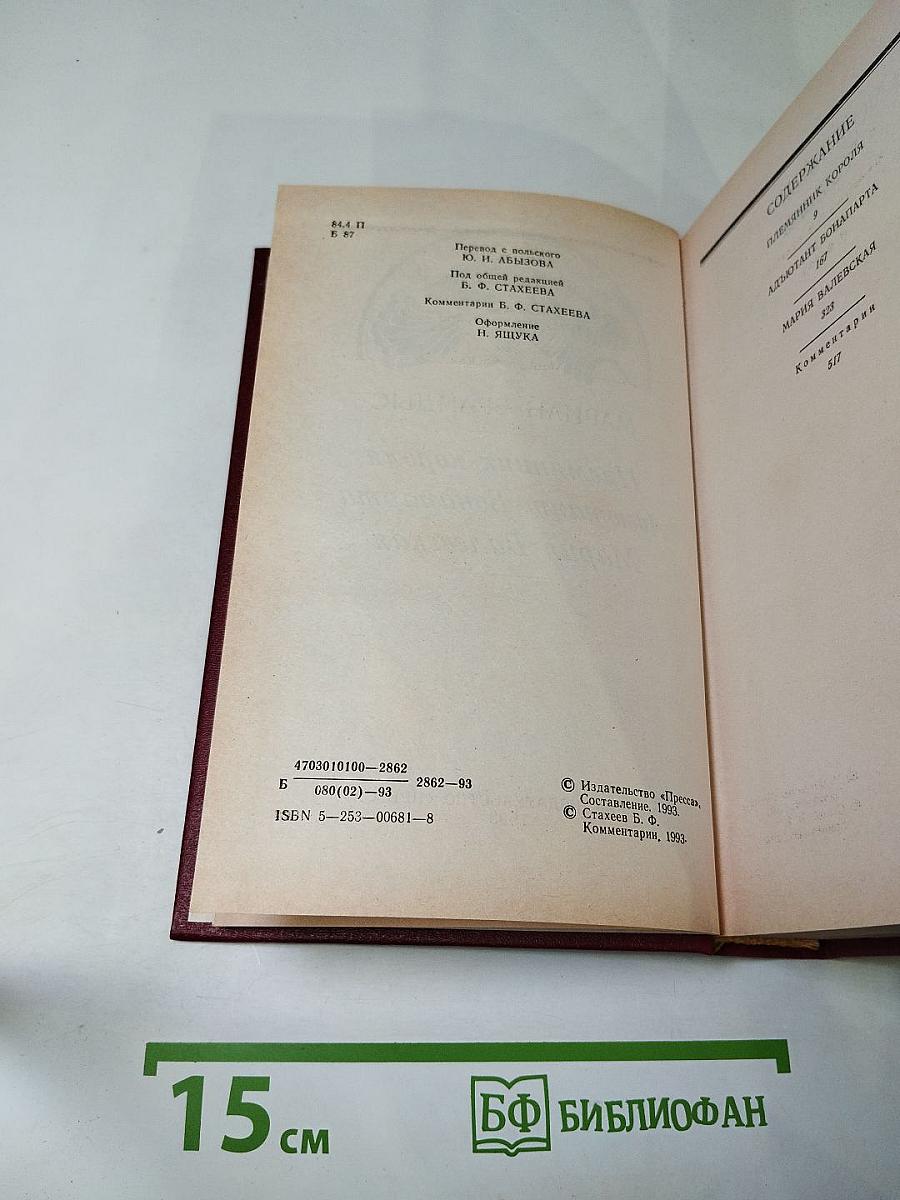 84.4 П
Б 87
Перевод с польского
Ю. И. АБЫЗОВА
Под общей редакцией
Б. Ф. СТАХЕЕВА
Комментарии Б. Ф. СТАХЕЕВА
Оформление
Н. ЯЩУКА
4703010100—2862
Б 080(02)—93 2862—93
ISBN 5—253—00681—8
© Издательство «Пресса»,
Составление, 1993.
© Стахеев Б. Ф.
Комментарии, 1993.
СОДЕРЖАНИЕ
ПЛЕМЯННИК КОРОЛЯ
9
АДЪЮТАНТ БОНАПАРТА
167
МАРИЯ ВАЛЕВСКАЯ
323
Комментарии
517
15 см
БФ БИБЛИОФАН